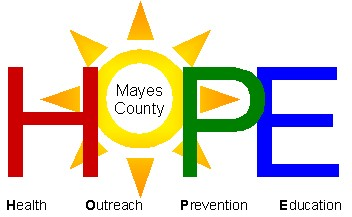 HOPE
Mayes
County
Health Outreach Prevention Education